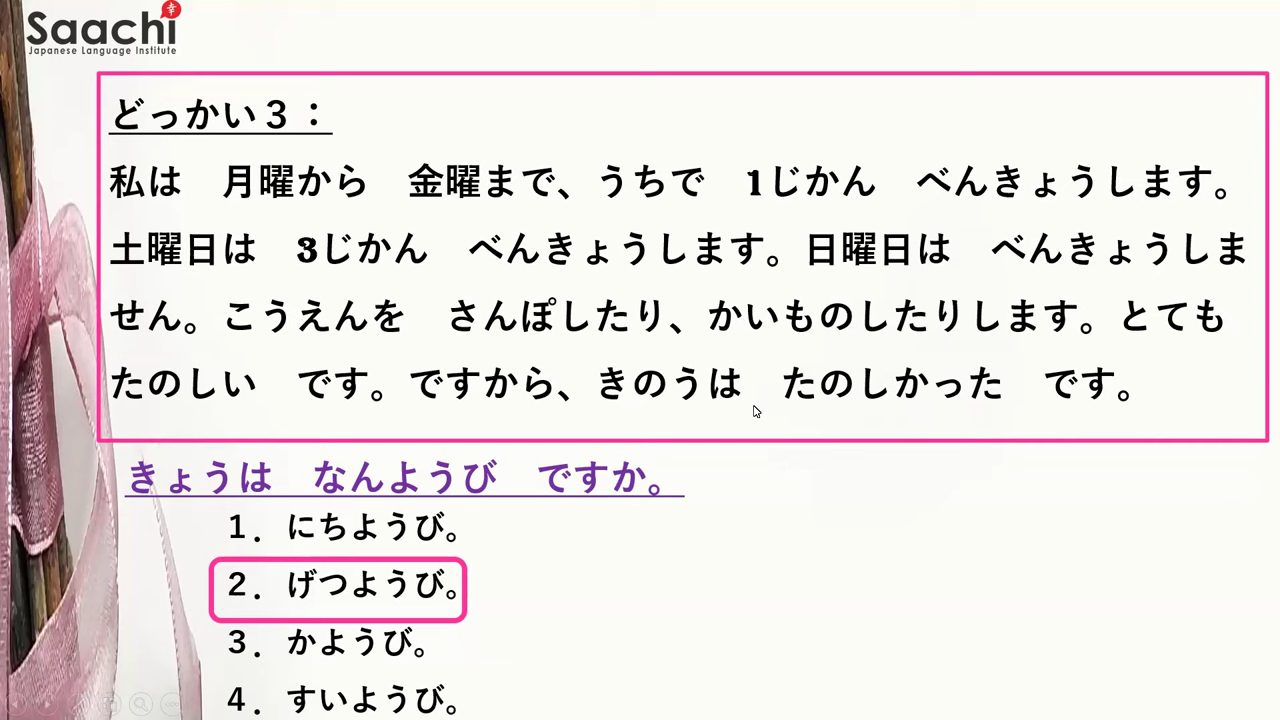 Saachi
幸
Japanese Language Institute
どっかい３：
私は　月曜から　金曜まで、うちで　1じかん　べんきょうします。
土曜日は　3じかん　べんきょうします。日曜日は　べんきょうしま
せん。こうえんを　さんぽしたり、かいものしたりします。とても
たのしい　です。ですから、きのうは　たのしかった　です。
きょうは　なんようび　ですか。
１．にちようび。
２．げつようび。
３．かようび。
４．すいようび。